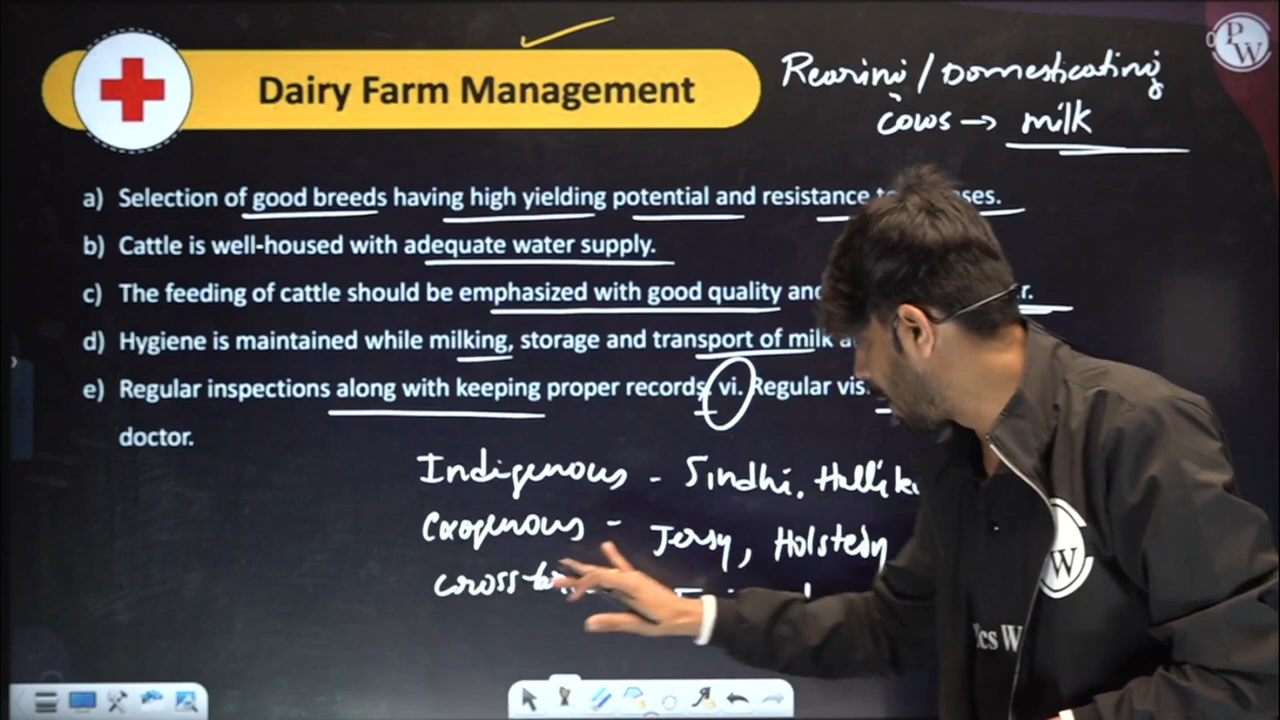 Dairy Farm Management
Rearing/Domesticating
cows → milk
PW
a) Selection of good breeds having high yielding potential and resistance
b) Cattle is well-housed with adequate water supply.
c) The feeding of cattle should be emphasized with good quality and
d) Hygiene is maintained while milking, storage and transport of milk
e) Regular inspections along with keeping proper records, vi. Regular
doctor.
Indigenous - Sindhi.
Exogenous - Jersy, Holstein
cross
W
ics W